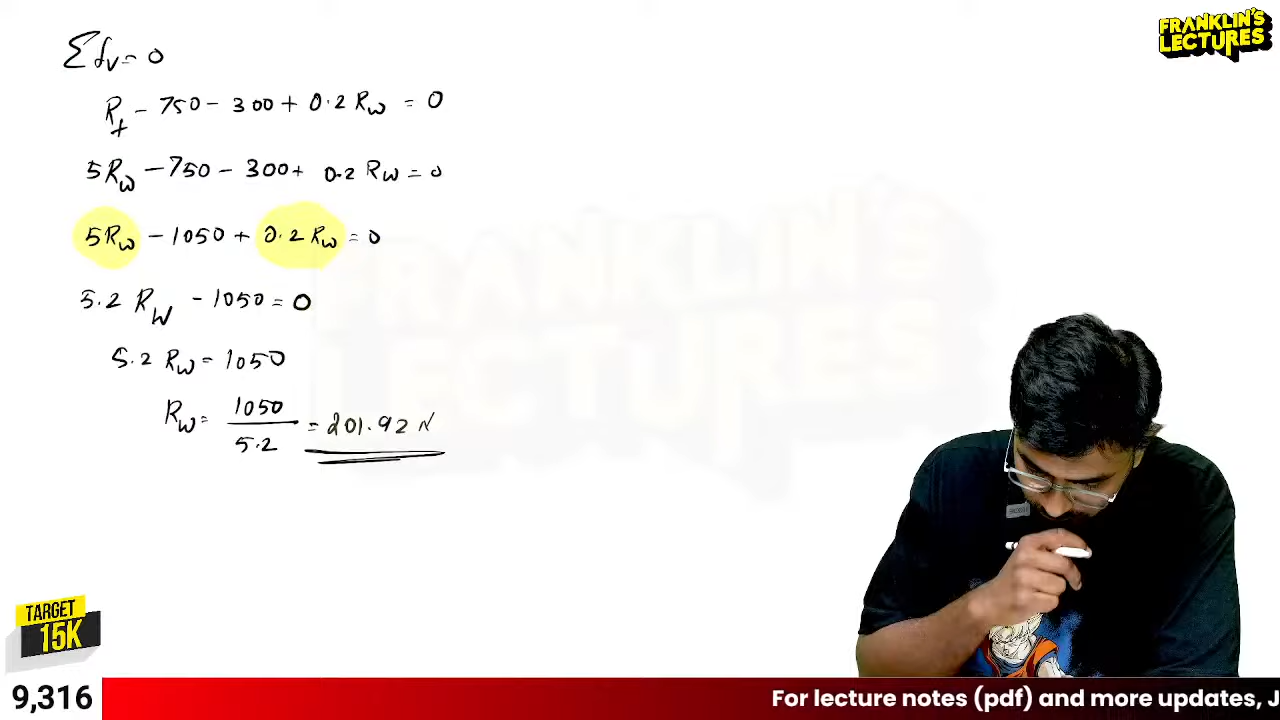 FRANKLIN'S
LECTURES
Σfv = 0
Rf - 750 - 300 + 0.2 Rw = 0
5Rw - 750 - 300 + 0.2 Rw = 0
5Rw - 1050 + 0.2 Rw = 0
5.2 Rw - 1050 = 0
5.2 Rw = 1050
Rw = 1050/5.2 = 201.92 N
FRANKLIN'S
LECTURES
TARGET
15K
9,316
For lecture notes (pdf) and more updates, J